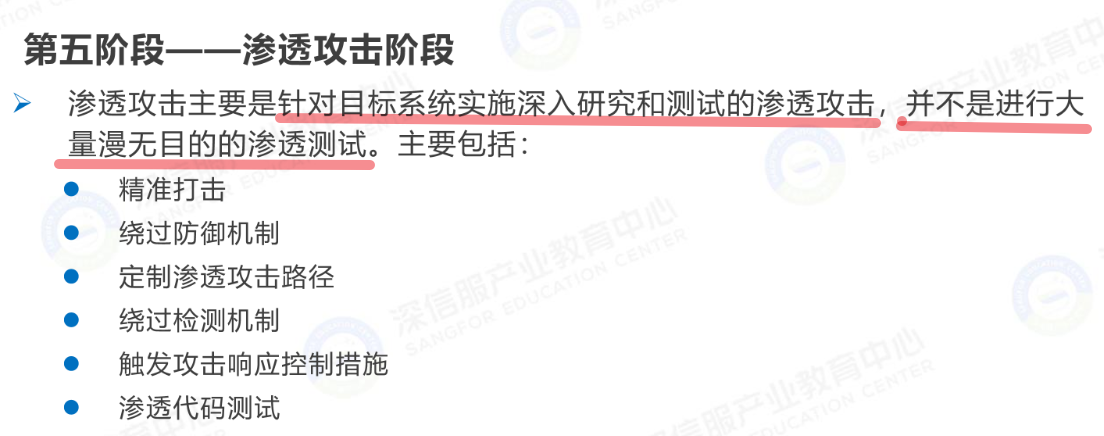 第五阶段——渗透攻击阶段
渗透攻击主要是针对目标系统实施深入研究和测试的渗透攻击，并不是进行大
量漫无目的的渗透测试。主要包括：
精准打击
绕过防御机制
定制渗透攻击路径
绕过检测机制
触发攻击响应控制措施
渗透代码测试
深信服产业教育中心
SANGFOR EDUCATION CENTER